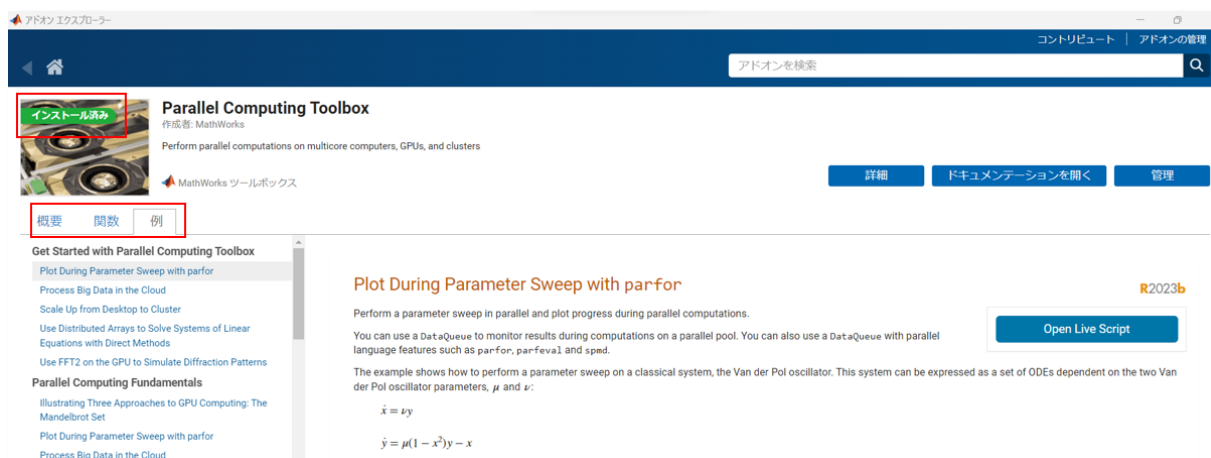 アドオン エクスプローラー
コントリビュート | アドオンの管理
アドオンを検索
インストール済み
Parallel Computing Toolbox
作成者: MathWorks
Perform parallel computations on multicore computers, GPUs, and clusters
MathWorks ツールボックス
詳細
ドキュメンテーションを開く
管理
概要
関数
例
Get Started with Parallel Computing Toolbox
Plot During Parameter Sweep with parfor
Process Big Data in the Cloud
Scale Up from Desktop to Cluster
Use Distributed Arrays to Solve Systems of Linear
Equations with Direct Methods
Use FFT2 on the GPU to Simulate Diffraction Patterns
Parallel Computing Fundamentals
Illustrating Three Approaches to GPU Computing: The
Mandelbrot Set
Plot During Parameter Sweep with parfor
Process Big Data in the Cloud
Plot During Parameter Sweep with parfor
R2023b
Perform a parameter sweep in parallel and plot progress during parallel computations.
Open Live Script
You can use a DataQueue to monitor results during computations on a parallel pool. You can also use a DataQueue with parallel
language features such as parfor, parfeval and spmd.
The example shows how to perform a parameter sweep on a classical system, the Van der Pol oscillator. This system can be expressed as a set of ODEs dependent on the two Van
der Pol oscillator parameters, μ and ν:
ẋ = νy
ẏ = μ(1 − x²)y − x